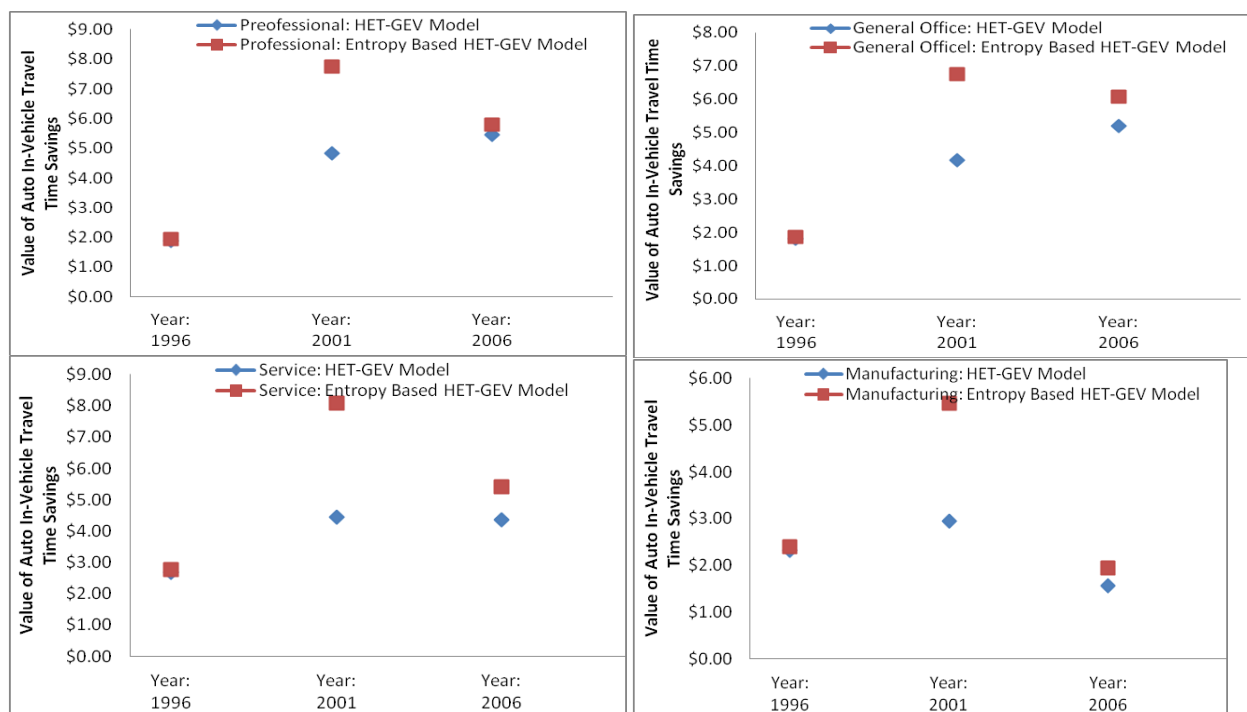 Preofessional: HET-GEV Model
Professional: Entropy Based HET-GEV Model
Value of Auto In-Vehicle Travel
Time Savings
$9.00
$8.00
$7.00
$6.00
$5.00
$4.00
$3.00
$2.00
$1.00
$0.00
Year:
1996
Year:
2001
Year:
2006
General Office: HET-GEV Model
General Officel: Entropy Based HET-GEV Model
Value of Auto In-Vehicle Travel Time
Savings
$8.00
$7.00
$6.00
$5.00
$4.00
$3.00
$2.00
$1.00
$0.00
Year:
1996
Year:
2001
Year:
2006
Service: HET-GEV Model
Service: Entropy Based HET-GEV Model
Value of Auto In-Vehicle Travel
Time Savings
$9.00
$8.00
$7.00
$6.00
$5.00
$4.00
$3.00
$2.00
$1.00
$0.00
Year:
1996
Year:
2001
Year:
2006
Manufacturing: HET-GEV Model
Manufacturing: Entropy Based HET-GEV Model
Value of Auto In-Vehicle Travel
Time Savings
$6.00
$5.00
$4.00
$3.00
$2.00
$1.00
$0.00
Year:
1996
Year:
2001
Year:
2006